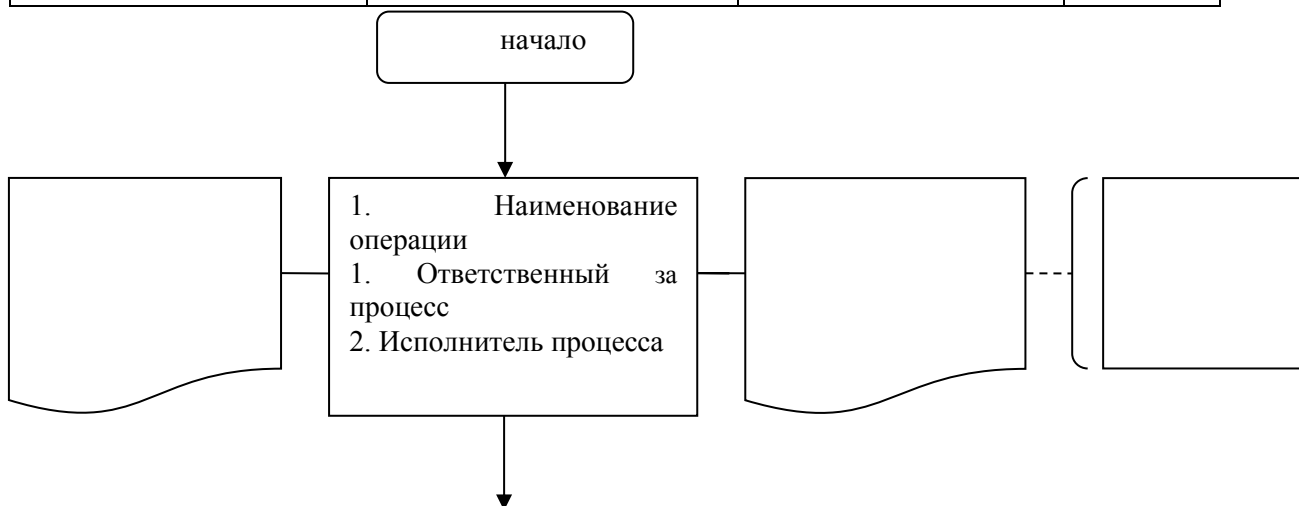 начало
1. Наименование
операции
1. Ответственный за
процесс
2. Исполнитель процесса